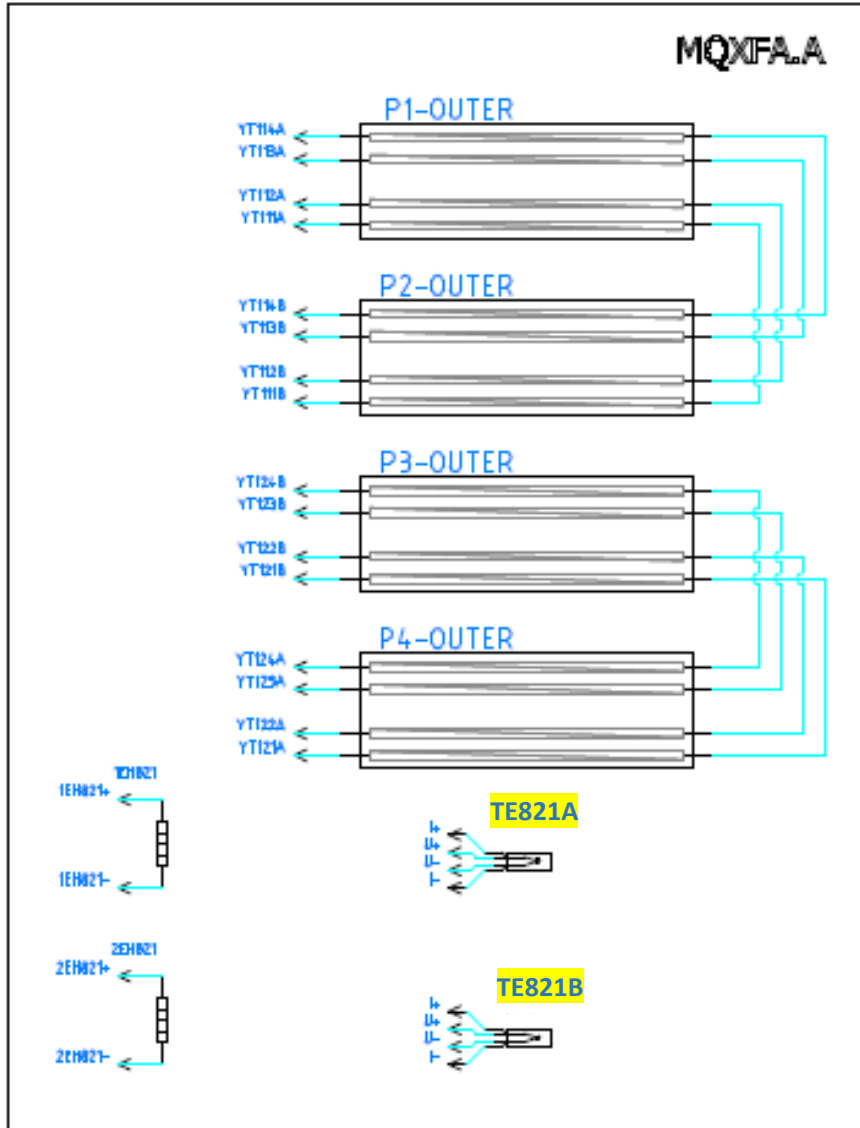 MQXFA.A
P1-OUTER
YT114A
YT113A
YT112A
YT111A
P2-OUTER
YT114B
YT113B
YT112B
YT111B
P3-OUTER
YT124B
YT123B
YT122B
YT121B
P4-OUTER
YT124A
YT123A
YT122A
YT121A
1EH821
1EH821+
1EH821-
TE821A
I+
U+
U-
I-
2EH821
2EH821+
2EH821-
TE821B
I+
U+
U-
I-